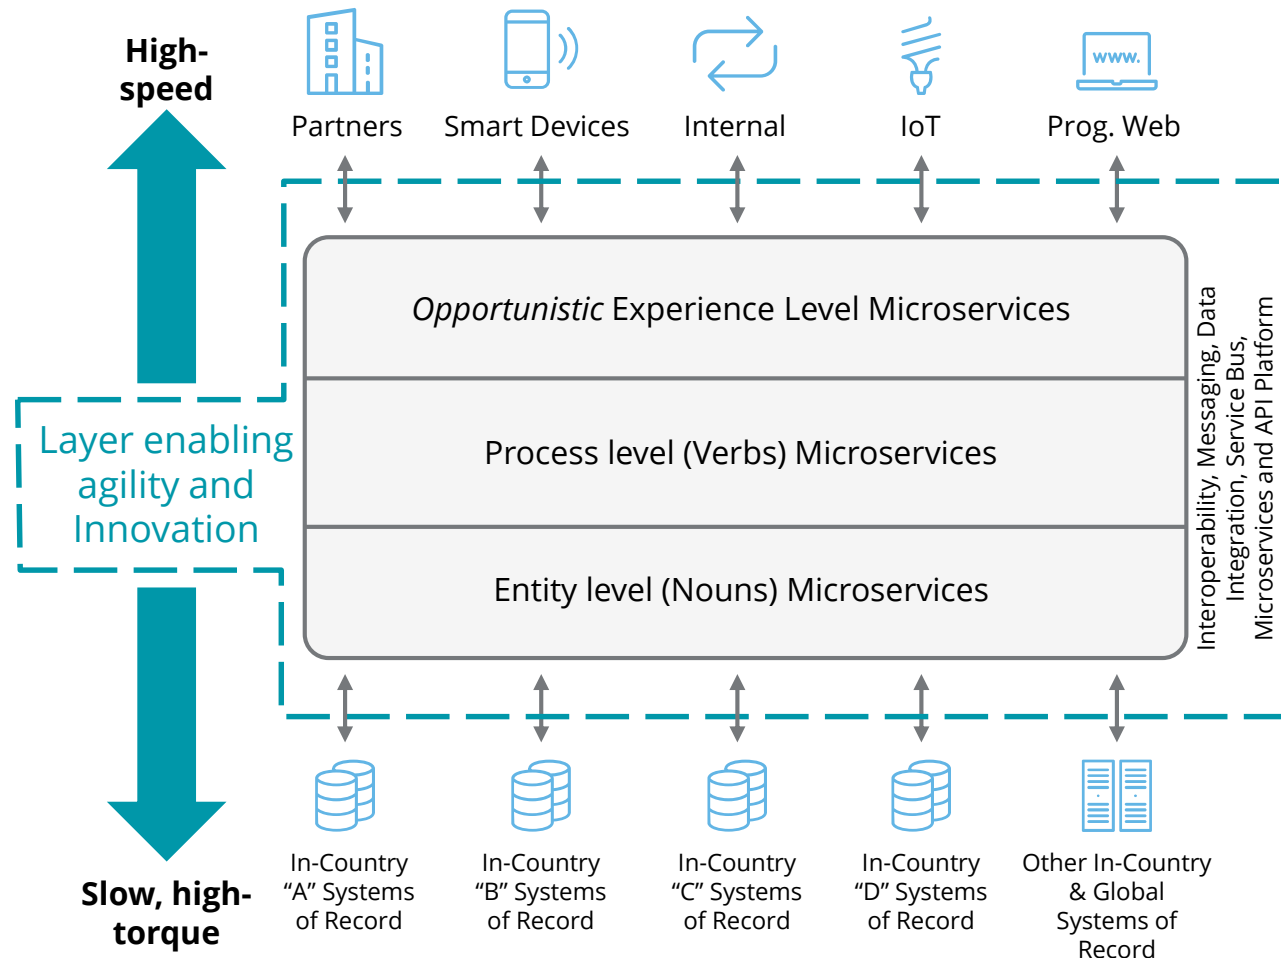 High-
speed
www.
Partners
Smart Devices
Internal
IoT
Prog. Web
Opportunistic Experience Level Microservices
Process level (Verbs) Microservices
Entity level (Nouns) Microservices
Layer enabling
agility and
Innovation
Interoperability, Messaging, Data
Integration, Service Bus,
Microservices and API Platform
Slow, high-
torque
In-Country
“A” Systems
of Record
In-Country
“B” Systems
of Record
In-Country
“C” Systems
of Record
In-Country
“D” Systems
of Record
Other In-Country
& Global
Systems of
Record